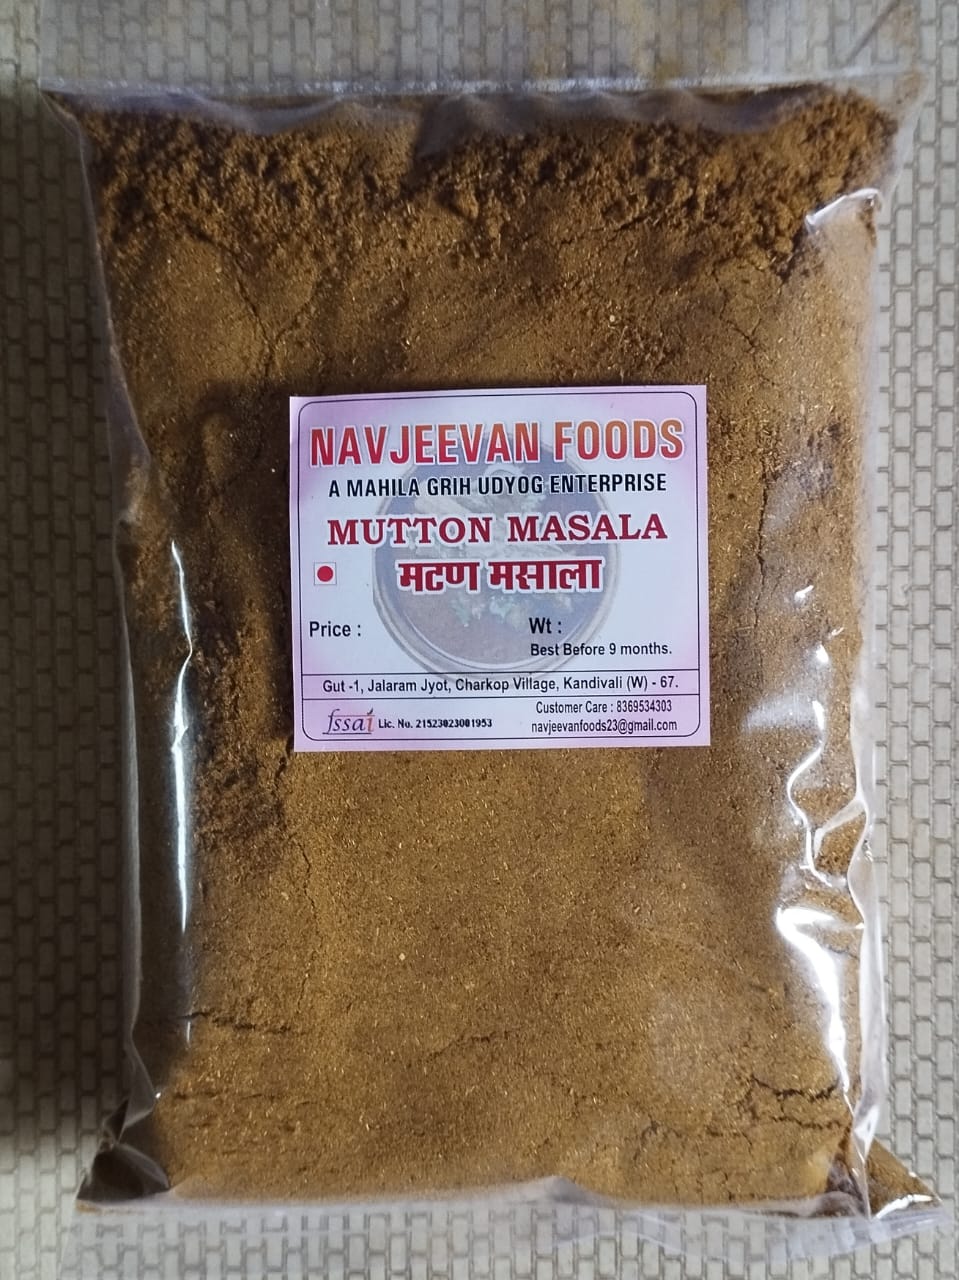 NAVJEEVAN FOODS
A MAHILA GRIH UDYOG ENTERPRISE
MUTTON MASALA
मटण मसाला
Price :
Wt :
Best Before 9 months.
Gut -1, Jalaram Jyot, Charkop Village, Kandivali (W) - 67.
fssai Lic. No. 21523023001953
Customer Care : 8369534303
navjeevanfoods23@gmail.com